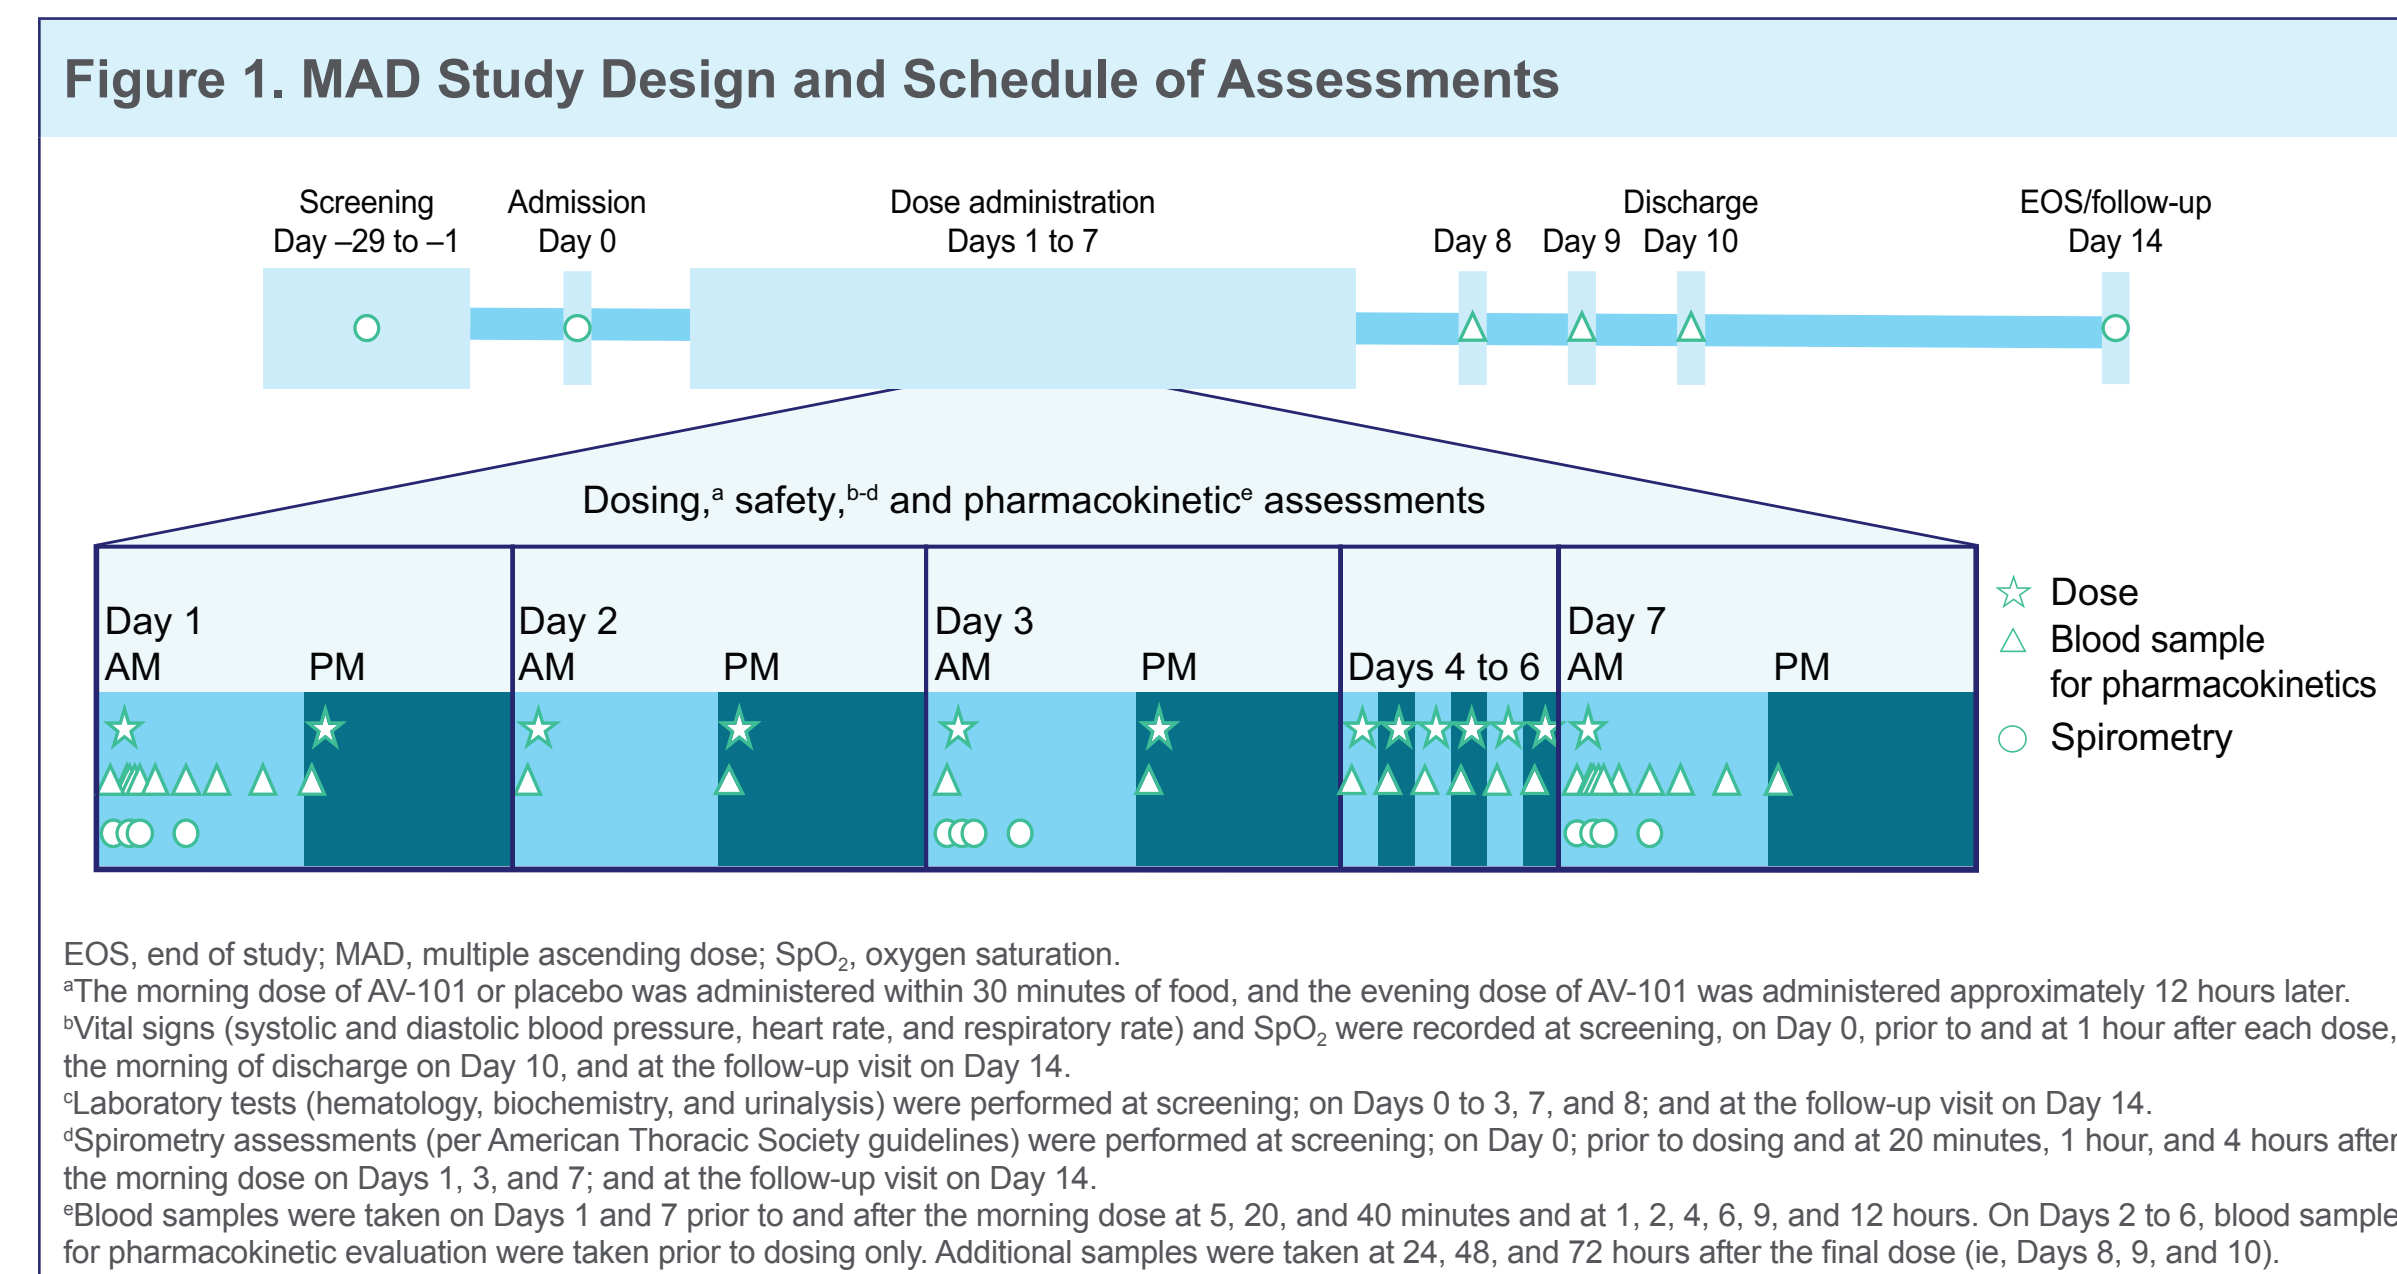 Figure 1. MAD Study Design and Schedule of Assessments
Screening
Day –29 to –1
Admission
Day 0
Dose administration
Days 1 to 7
Day 8
Day 9
Discharge
Day 10
EOS/follow-up
Day 14
Dosing,ᵃ safety,ᵇ⁻ᵈ and pharmacokineticᵉ assessments
Day 1
AM PM
Day 2
AM PM
Day 3
AM PM
Days 4 to 6
Day 7
AM PM
Dose
Blood sample
for pharmacokinetics
Spirometry
EOS, end of study; MAD, multiple ascending dose; SpO₂, oxygen saturation.
ᵃThe morning dose of AV-101 or placebo was administered within 30 minutes of food, and the evening dose of AV-101 was administered approximately 12 hours later.
ᵇVital signs (systolic and diastolic blood pressure, heart rate, and respiratory rate) and SpO₂ were recorded at screening, on Day 0, prior to and at 1 hour after each dose,
the morning of discharge on Day 10, and at the follow-up visit on Day 14.
ᶜLaboratory tests (hematology, biochemistry, and urinalysis) were performed at screening; on Days 0 to 3, 7, and 8; and at the follow-up visit on Day 14.
ᵈSpirometry assessments (per American Thoracic Society guidelines) were performed at screening; on Day 0; prior to dosing and at 20 minutes, 1 hour, and 4 hours after
the morning dose on Days 1, 3, and 7; and at the follow-up visit on Day 14.
ᵉBlood samples were taken on Days 1 and 7 prior to and after the morning dose at 5, 20, and 40 minutes and at 1, 2, 4, 6, 9, and 12 hours. On Days 2 to 6, blood sample
for pharmacokinetic evaluation were taken prior to dosing only. Additional samples were taken at 24, 48, and 72 hours after the final dose (ie, Days 8, 9, and 10).